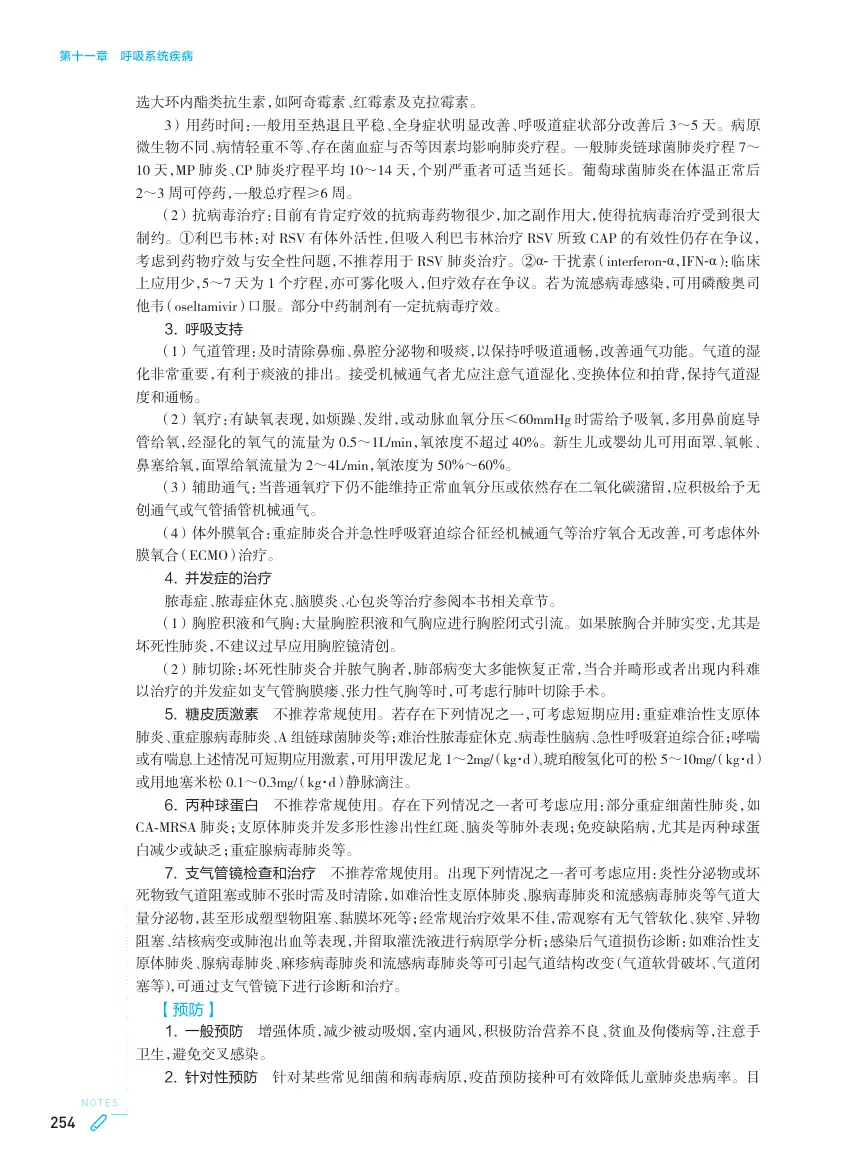 第十一章 呼吸系统疾病
选大环内酯类抗生素,如阿奇霉素、红霉素及克拉霉素。
3)用药时间:一般用至热退且平稳、全身症状明显改善、呼吸道症状部分改善后 3~5 天。病原
微生物不同、病情轻重不等、存在菌血症与否等因素均影响肺炎疗程。一般肺炎链球菌肺炎疗程 7~
10 天,MP 肺炎、CP 肺炎疗程平均 10~14 天,个别严重者可适当延长。葡萄球菌肺炎在体温正常后
2~3 周可停药,一般总疗程≥6 周。
(2)抗病毒治疗:目前有肯定疗效的抗病毒药物很少,加之副作用大,使得抗病毒治疗受到很大
制约。①利巴韦林:对 RSV 有体外活性,但吸入利巴韦林治疗 RSV 所致 CAP 的有效性仍存在争议,
考虑到药物疗效与安全性问题,不推荐用于 RSV 肺炎治疗。②α- 干扰素(interferon-α,IFN-α):临床
上应用少,5~7 天为 1 个疗程,亦可雾化吸入,但疗效存在争议。若为流感病毒感染,可用磷酸奥司
他韦(oseltamivir)口服。部分中药制剂有一定抗病毒疗效。
3. 呼吸支持
(1)气道管理:及时清除鼻痂、鼻腔分泌物和吸痰,以保持呼吸道通畅,改善通气功能。气道的湿
化非常重要,有利于痰液的排出。接受机械通气者尤应注意气道湿化、变换体位和拍背,保持气道湿
度和通畅。
(2)氧疗:有缺氧表现,如烦躁、发绀,或动脉血氧分压<60mmHg 时需给予吸氧,多用鼻前庭导
管给氧,经湿化的氧气的流量为 0.5~1L/min,氧浓度不超过 40%。新生儿或婴幼儿可用面罩、氧帐、
鼻塞给氧,面罩给氧流量为 2~4L/min,氧浓度为 50%~60%。
(3)辅助通气:当普通氧疗下仍不能维持正常血氧分压或依然存在二氧化碳潴留,应积极给予无
创通气或气管插管机械通气。
(4)体外膜氧合:重症肺炎合并急性呼吸窘迫综合征经机械通气等治疗氧合无改善,可考虑体外
膜氧合(ECMO)治疗。
4. 并发症的治疗
脓毒症、脓毒症休克、脑膜炎、心包炎等治疗参阅本书相关章节。
(1)胸腔积液和气胸:大量胸腔积液和气胸应进行胸腔闭式引流。如果脓胸合并肺实变,尤其是
坏死性肺炎,不建议过早应用胸腔镜清创。
(2)肺切除:坏死性肺炎合并脓气胸者,肺部病变大多能恢复正常,当合并畸形或者出现内科难
以治疗的并发症如支气管胸膜瘘、张力性气胸等时,可考虑行肺叶切除手术。
5. 糖皮质激素 不推荐常规使用。若存在下列情况之一,可考虑短期应用:重症难治性支原体
肺炎、重症腺病毒肺炎、A 组链球菌肺炎等;难治性脓毒症休克、病毒性脑病、急性呼吸窘迫综合征;哮喘
或有喘息上述情况可短期应用激素,可用甲泼尼龙 1~2mg/(kg·d)、琥珀酸氢化可的松 5~10mg/(kg·d)
或用地塞米松 0.1~0.3mg/(kg·d)静脉滴注。
6. 丙种球蛋白 不推荐常规使用。存在下列情况之一者可考虑应用:部分重症细菌性肺炎,如
CA-MRSA 肺炎;支原体肺炎并发多形性渗出性红斑、脑炎等肺外表现;免疫缺陷病,尤其是丙种球蛋
白减少或缺乏;重症腺病毒肺炎等。
7. 支气管镜检查和治疗 不推荐常规使用。出现下列情况之一者可考虑应用:炎性分泌物或坏
死物致气道阻塞或肺不张时需及时清除,如难治性支原体肺炎、腺病毒肺炎和流感病毒肺炎等气道大
量分泌物,甚至形成塑型物阻塞、黏膜坏死等;经常规治疗效果不佳,需观察有无气管软化、狭窄、异物
阻塞、结核病变或肺泡出血等表现,并留取灌洗液进行病原学分析;感染后气道损伤诊断:如难治性支
原体肺炎、腺病毒肺炎、麻疹病毒肺炎和流感病毒肺炎等可引起气道结构改变(气道软骨破坏、气道闭
塞等),可通过支气管镜下进行诊断和治疗。
【预防】
1. 一般预防 增强体质,减少被动吸烟,室内通风,积极防治营养不良、贫血及佝偻病等,注意手
卫生,避免交叉感染。
2. 针对性预防 针对某些常见细菌和病毒病原,疫苗预防接种可有效降低儿童肺炎患病率。目
NOTES
254